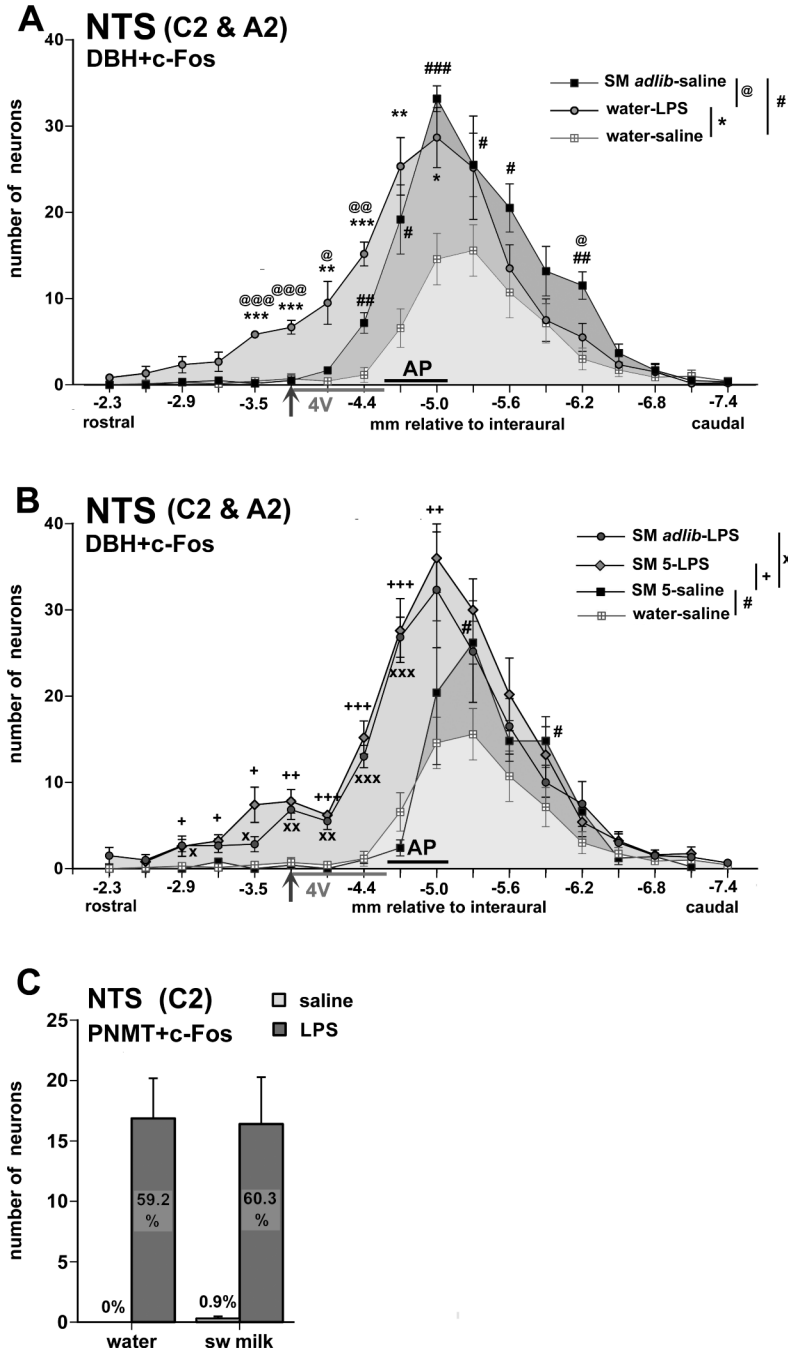 A
NTS (C2 & A2)
DBH+c-Fos
40
30
20
10
0
number of neurons
SM adlib-saline
water-LPS
water-saline
@
*
#
@@@
***
@@@
***
@
**
@@
***
##
**
#
###
*
#
#
@
##
AP
4V
-2.3 -2.9 -3.5 -4.4 -5.0 -5.6 -6.2 -6.8 -7.4
rostral mm relative to interaural caudal
B
NTS (C2 & A2)
DBH+c-Fos
40
30
20
10
0
number of neurons
SM adlib-LPS
SM 5-LPS
SM 5-saline
water-saline
x
+
#
+
x
+
+
x
++
xx
+++
xx
+++
xxx
+++
xxx
++
#
#
AP
4V
-2.3 -2.9 -3.5 -4.4 -5.0 -5.6 -6.2 -6.8 -7.4
rostral mm relative to interaural caudal
C
NTS (C2)
PNMT+c-Fos
saline
LPS
25
20
15
10
5
0
number of neurons
59.2
%
60.3
%
0%
0.9%
water sw milk